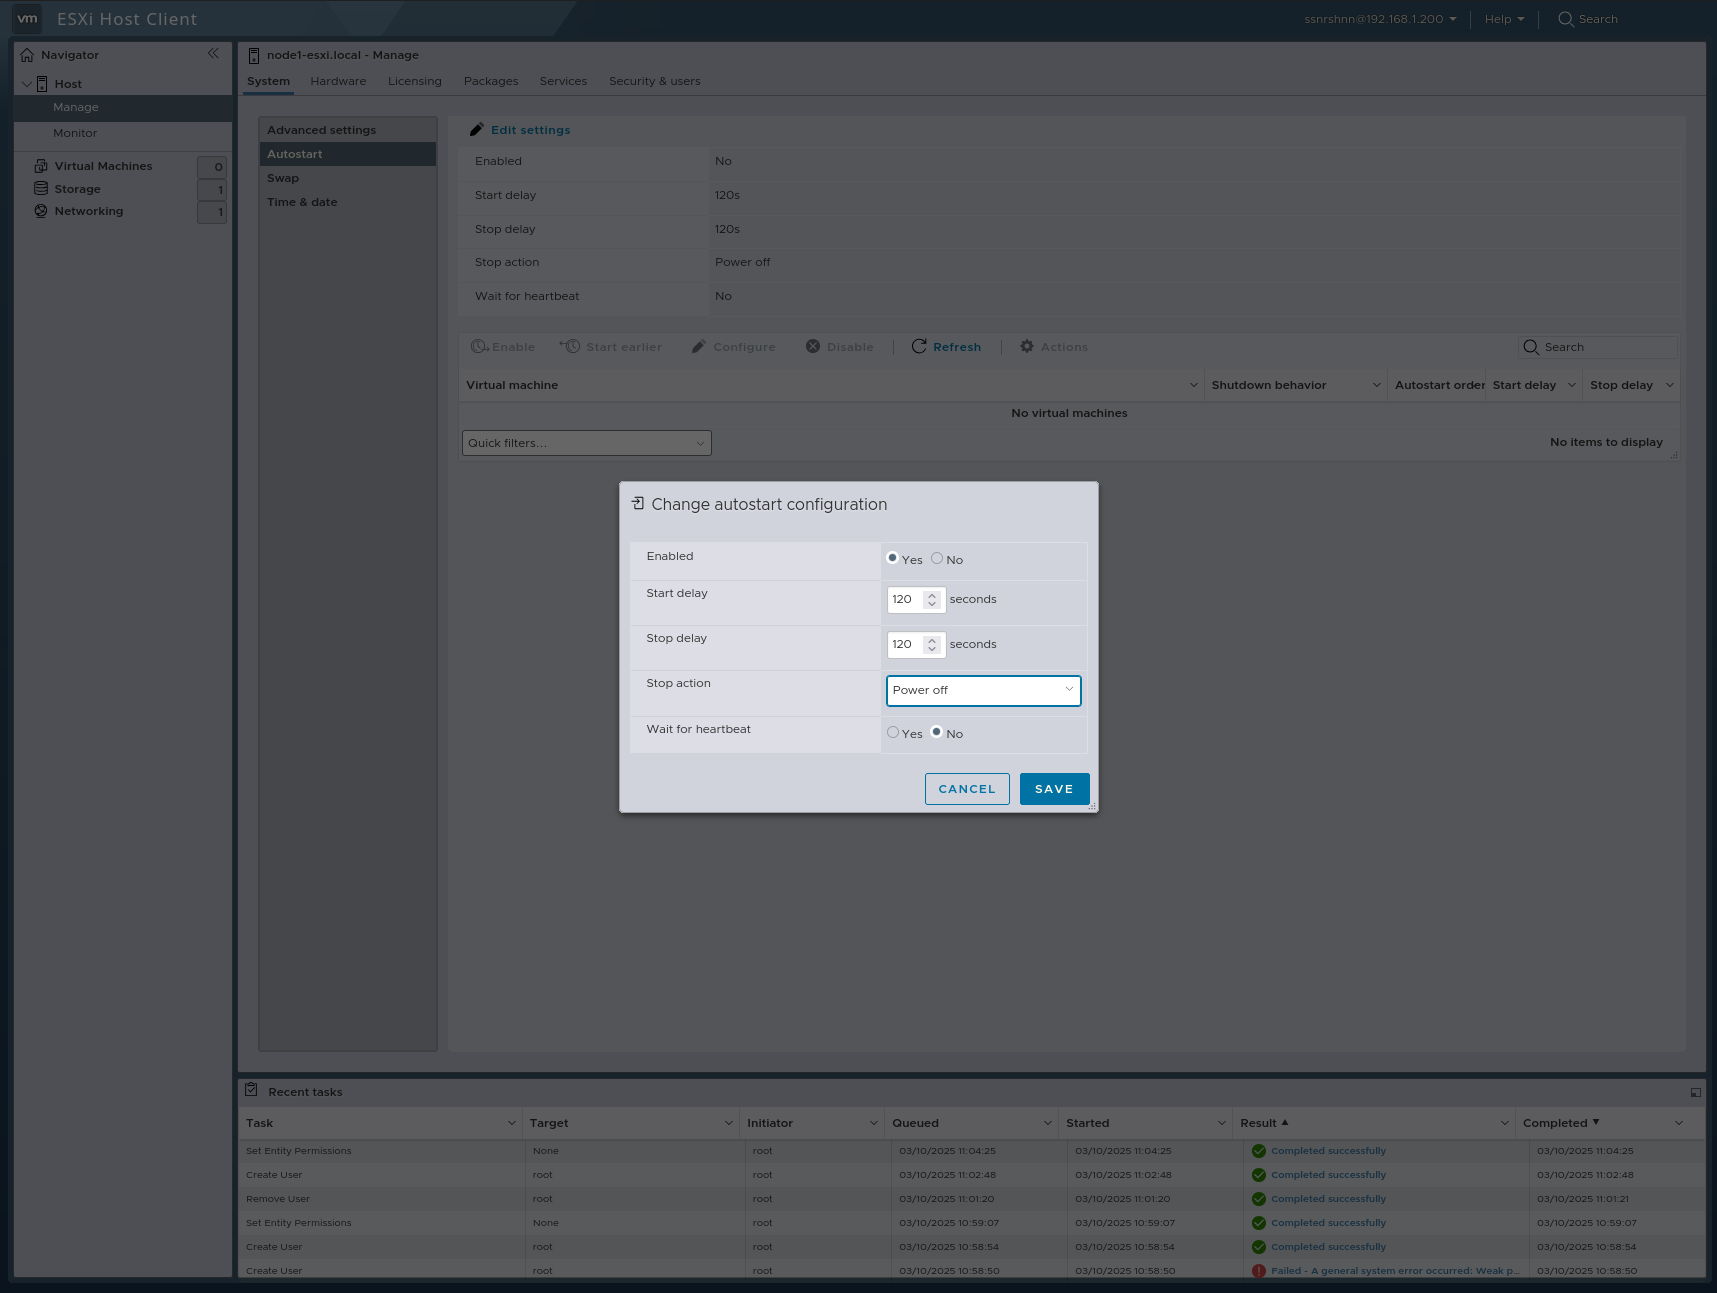 vm ESXi Host Client ssnrshnn@192.168.1.200 Help Search
Navigator
Host
Manage
Monitor
Virtual Machines 0
Storage 1
Networking 1
node1-esxi.local - Manage
System Hardware Licensing Packages Services Security & users
Advanced settings
Autostart
Swap
Time & date
Edit settings
Enabled No
Start delay 120s
Stop delay 120s
Stop action Power off
Wait for heartbeat No
Enable Start earlier Configure Disable Refresh Actions Search
Virtual machine Shutdown behavior Autostart order Start delay Stop delay
No virtual machines
Quick filters... No items to display
Change autostart configuration
Enabled Yes No
Start delay 120 seconds
Stop delay 120 seconds
Stop action Power off
Wait for heartbeat Yes No
CANCEL SAVE
Recent tasks
Task Target Initiator Queued Started Result Completed
Set Entity Permissions None root 03/10/2025 11:04:25 03/10/2025 11:04:25 Completed successfully 03/10/2025 11:04:25
Create User root root 03/10/2025 11:02:48 03/10/2025 11:02:48 Completed successfully 03/10/2025 11:02:48
Remove User root root 03/10/2025 11:01:20 03/10/2025 11:01:20 Completed successfully 03/10/2025 11:01:21
Set Entity Permissions None root 03/10/2025 10:59:07 03/10/2025 10:59:07 Completed successfully 03/10/2025 10:59:07
Create User root root 03/10/2025 10:58:54 03/10/2025 10:58:54 Completed successfully 03/10/2025 10:58:54
Create User root root 03/10/2025 10:58:50 03/10/2025 10:58:50 Failed - A general system error occurred: Weak p... 03/10/2025 10:58:50